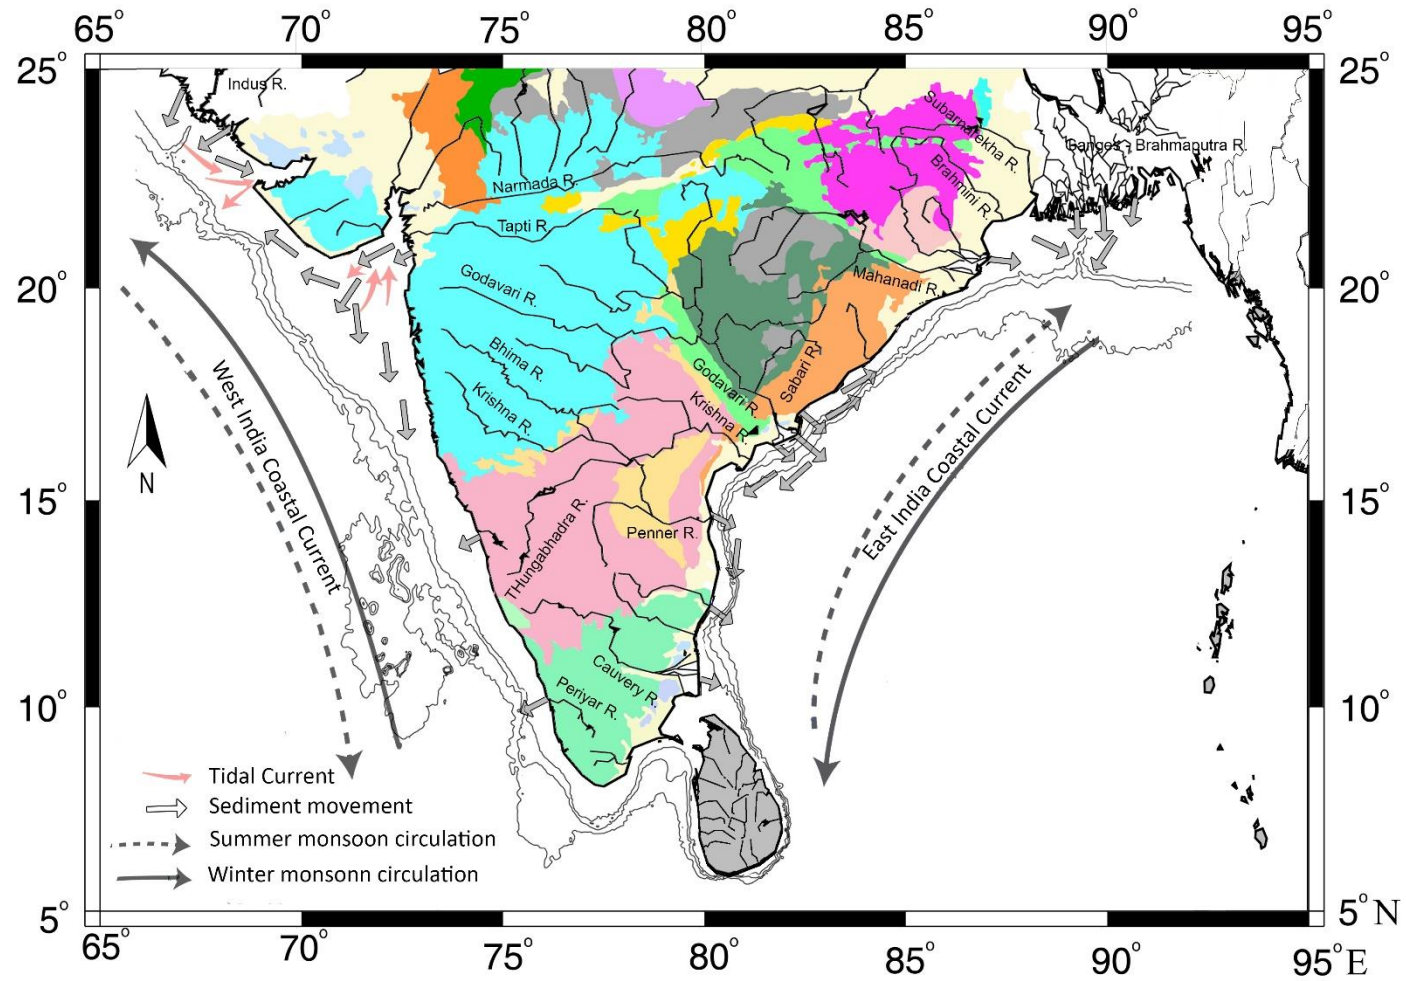 65° 70° 75° 80° 85° 90° 95°
25° 25°
Indus R.
Subarnarekha R.
Ganges - Brahmaputra R.
Brahmini R.
Narmada R.
Tapti R.
Godavari R.
Mahanadi R.
20° 20°
Bhima R.
Sabari R.
Godavari R.
Krishna R.
Krishna R.
West India Coastal Current
East India Coastal Current
N
15° 15°
THungabhadra R.
Penner R.
Cauvery R.
Periyar R.
10° 10°
Tidal Current
Sediment movement
Summer monsoon circulation
Winter monsonn circulation
5° 5° N
65° 70° 75° 80° 85° 90° 95° E